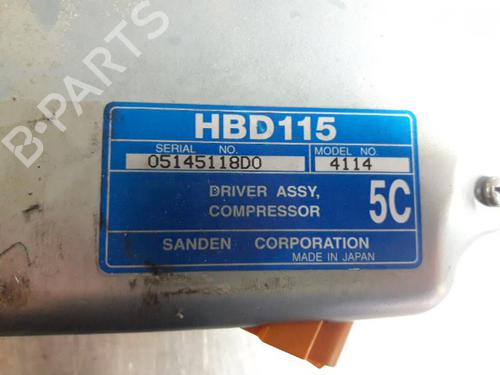 B-PARTS
HBD115
SERIAL NO. MODEL NO.
05145118D0 4114
DRIVER ASSY,
COMPRESSOR 5C
SANDEN CORPORATION
MADE IN JAPAN